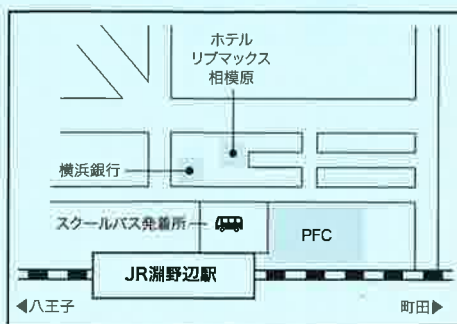 ホテル
リブマックス
相模原
横浜銀行
スクールバス発着所
PFC
JR淵野辺駅
◀八王子
町田▶